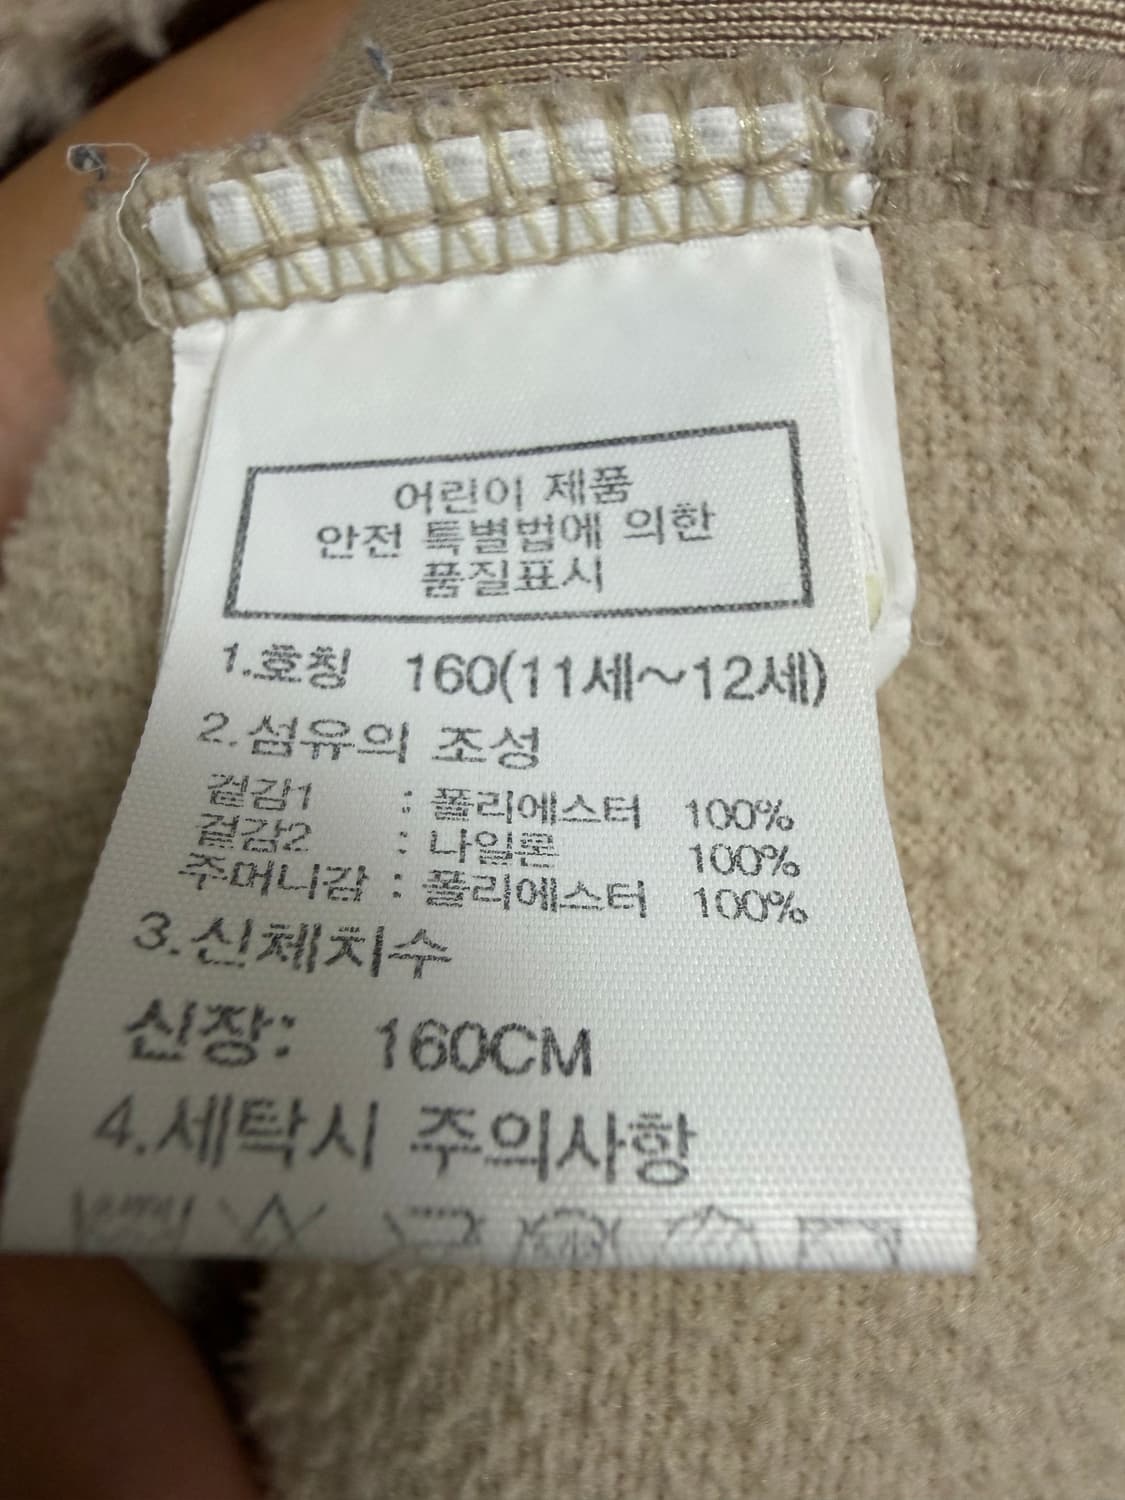 어린이 제품
안전 특별법에 의한
품질표시
1.호칭 160(11세~12세)
2.섬유의 조성
겉감1 : 폴리에스터 100%
겉감2 : 나일론 100%
주머니감 : 폴리에스터 100%
3.신체치수
신장: 160CM
4.세탁시 주의사항